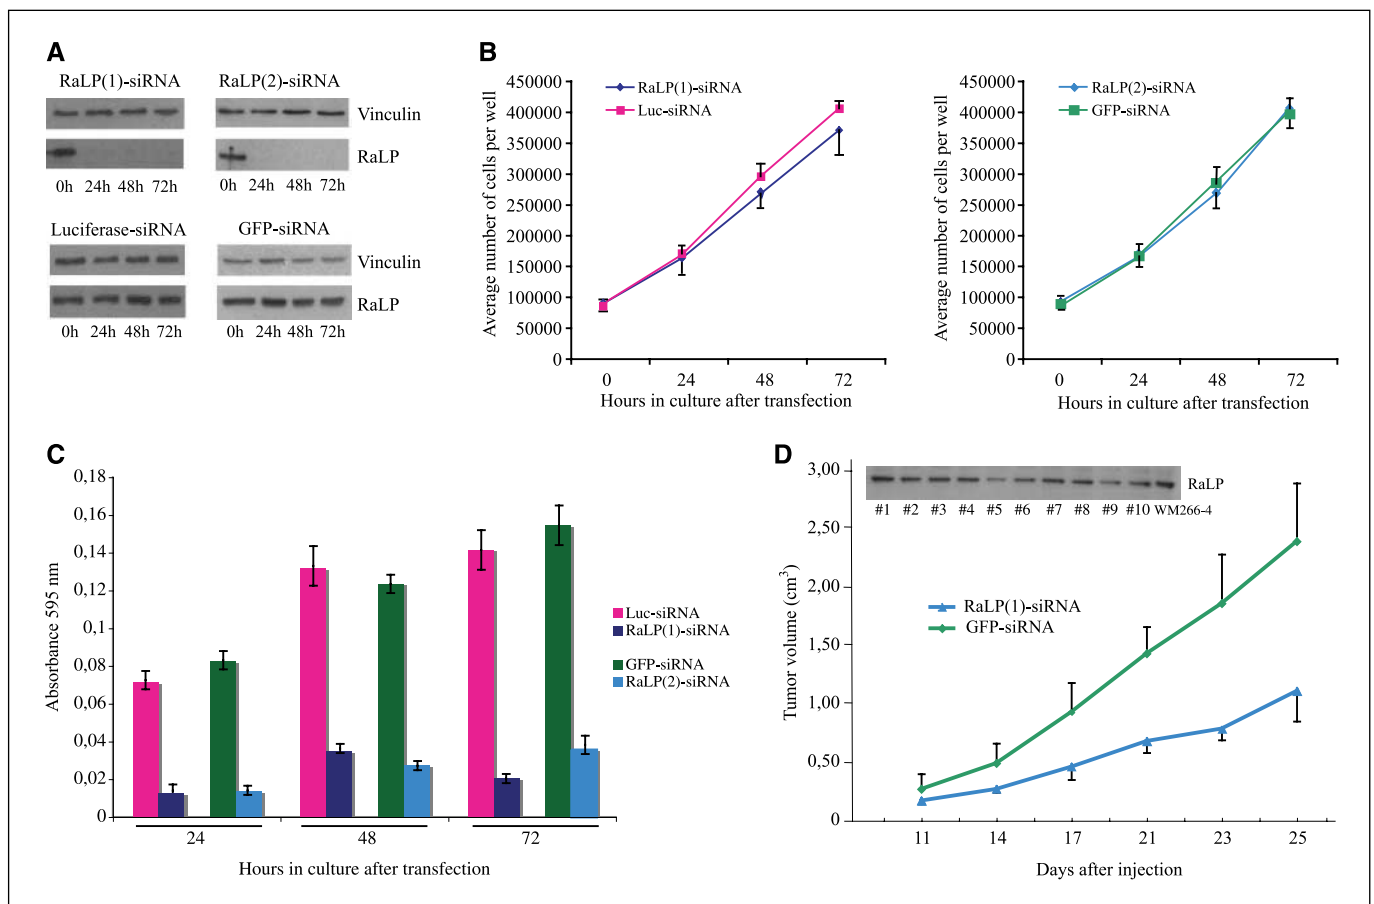 A
RaLP(1)-siRNA
RaLP(2)-siRNA
Vinculin
RaLP
0h 24h 48h 72h
0h 24h 48h 72h
Luciferase-siRNA
GFP-siRNA
Vinculin
RaLP
0h 24h 48h 72h
0h 24h 48h 72h
B
Average number of cells per well
450000
400000
350000
300000
250000
200000
150000
100000
50000
0
RaLP(1)-siRNA
Luc-siRNA
0 24 48 72
Hours in culture after transfection
Average number of cells per well
450000
400000
350000
300000
250000
200000
150000
100000
50000
0
RaLP(2)-siRNA
GFP-siRNA
0 24 48 72
Hours in culture after transfection
C
Absorbance 595 nm
0,18
0,16
0,14
0,12
0,1
0,08
0,06
0,04
0,02
0
Luc-siRNA
RaLP(1)-siRNA
GFP-siRNA
RaLP(2)-siRNA
24 48 72
Hours in culture after transfection
D
Tumor volume (cm³)
3,00
2,50
2,00
1,50
1,00
0,50
0
RaLP
#1 #2 #3 #4 #5 #6 #7 #8 #9 #10 WM266-4
RaLP(1)-siRNA
GFP-siRNA
11 14 17 21 23 25
Days after injection